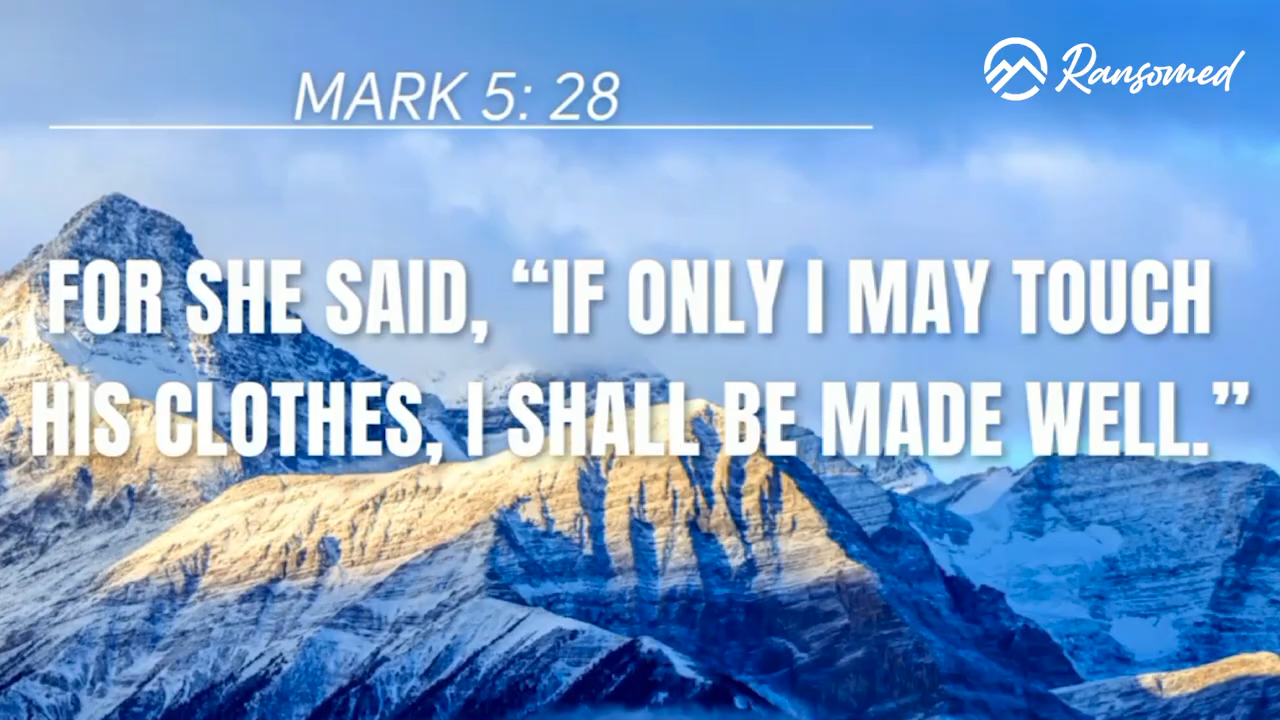 MARK 5: 28
Ransomed
FOR SHE SAID, “IF ONLY I MAY TOUCH
HIS CLOTHES, I SHALL BE MADE WELL.”